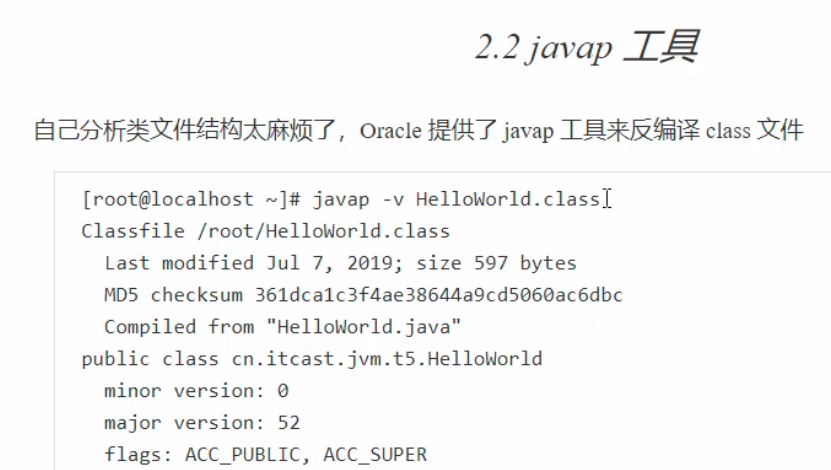 2.2 javap 工具
自己分析类文件结构太麻烦了，Oracle 提供了 javap 工具来反编译 class 文件
[root@localhost ~]# javap -v HelloWorld.class
Classfile /root/HelloWorld.class
  Last modified Jul 7, 2019; size 597 bytes
  MD5 checksum 361dca1c3f4ae38644a9cd5060ac6dbc
  Compiled from "HelloWorld.java"
public class cn.itcast.jvm.t5.HelloWorld
  minor version: 0
  major version: 52
  flags: ACC_PUBLIC, ACC_SUPER